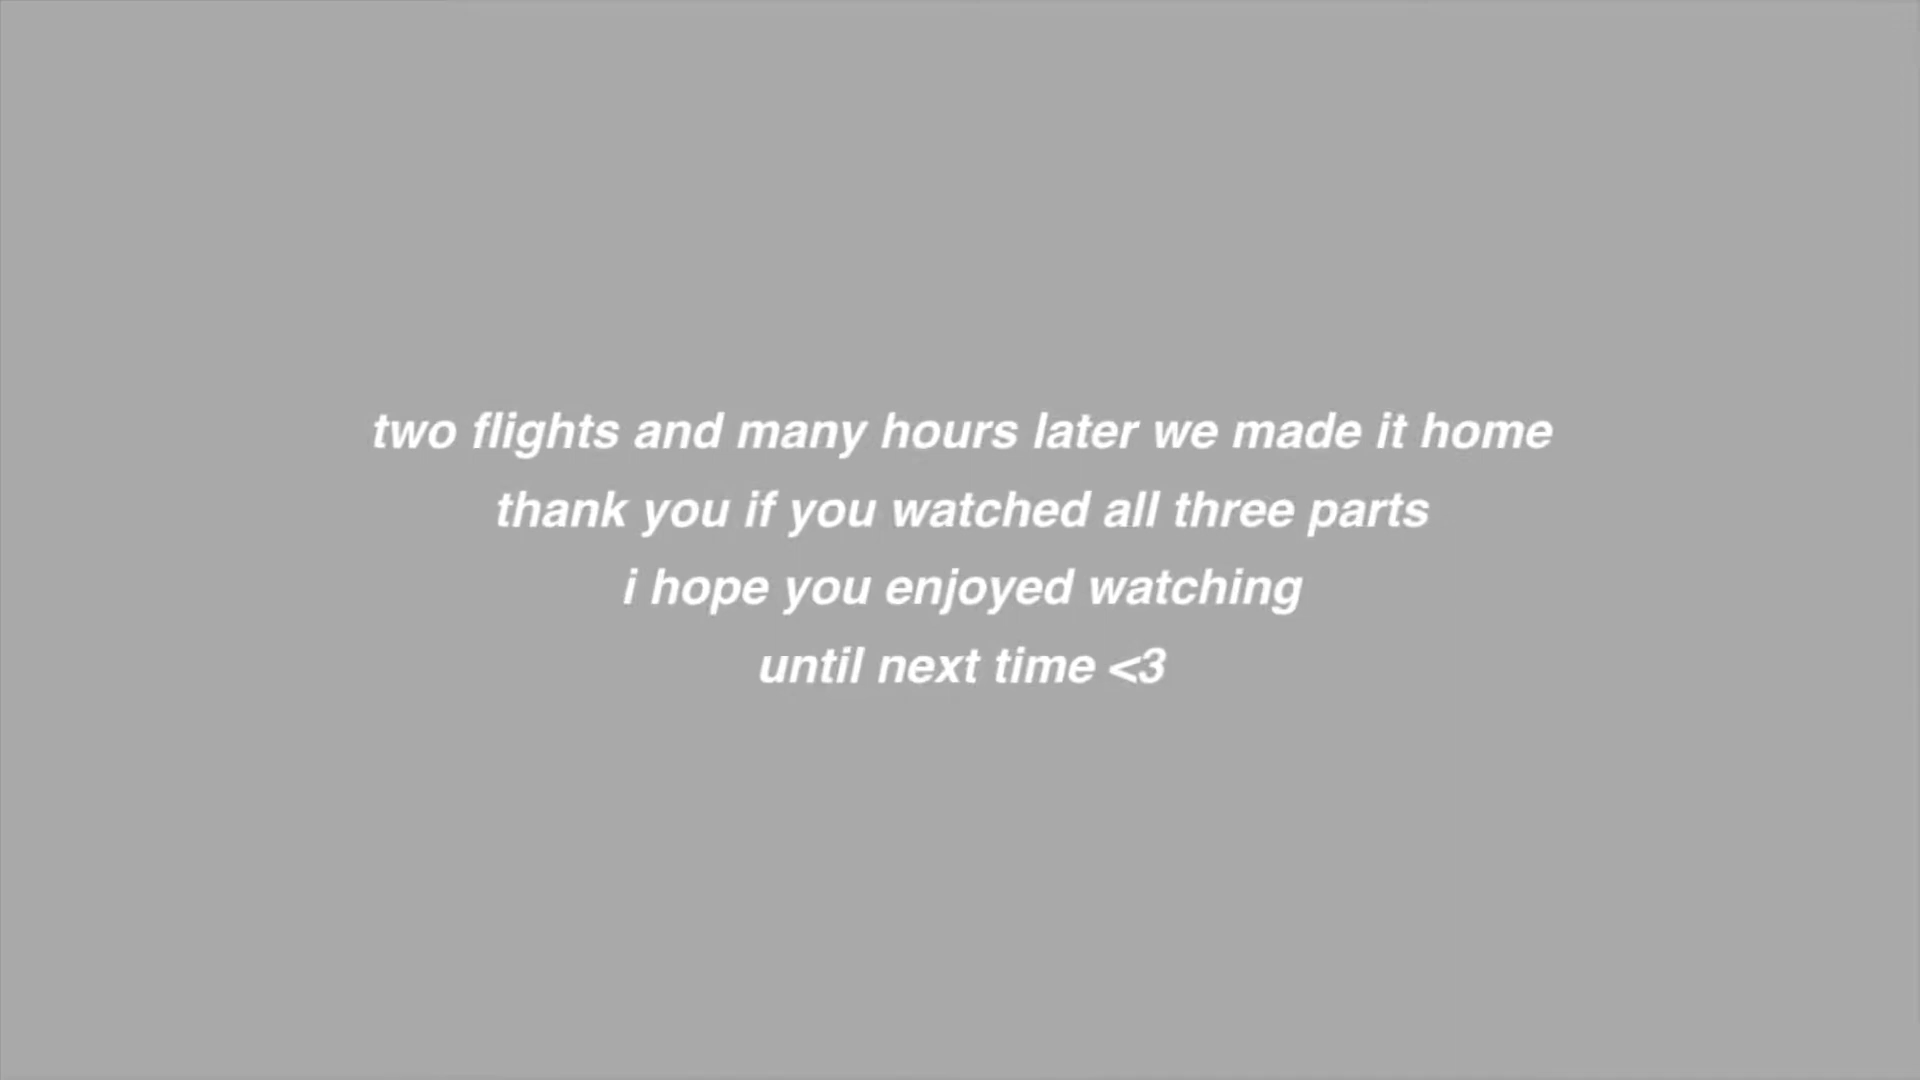 two flights and many hours later we made it home
thank you if you watched all three parts
i hope you enjoyed watching
until next time <3